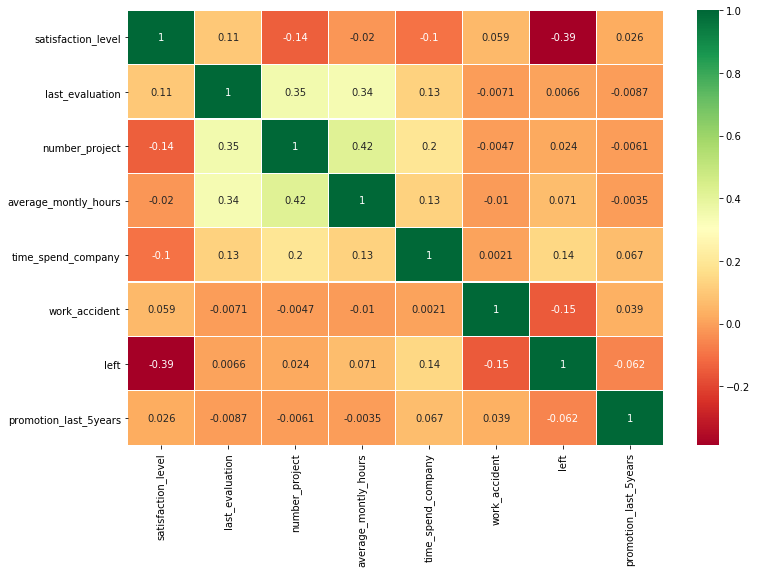 satisfaction_level 1 0.11 -0.14 -0.02 -0.1 0.059 -0.39 0.026
last_evaluation 0.11 1 0.35 0.34 0.13 -0.0071 0.0066 -0.0087
number_project -0.14 0.35 1 0.42 0.2 -0.0047 0.024 -0.0061
average_montly_hours -0.02 0.34 0.42 1 0.13 -0.01 0.071 -0.0035
time_spend_company -0.1 0.13 0.2 0.13 1 0.0021 0.14 0.067
work_accident 0.059 -0.0071 -0.0047 -0.01 0.0021 1 -0.15 0.039
left -0.39 0.0066 0.024 0.071 0.14 -0.15 1 -0.062
promotion_last_5years 0.026 -0.0087 -0.0061 -0.0035 0.067 0.039 -0.062 1
satisfaction_level
last_evaluation
number_project
average_montly_hours
time_spend_company
work_accident
left
promotion_last_5years
1.0
0.8
0.6
0.4
0.2
0.0
−0.2